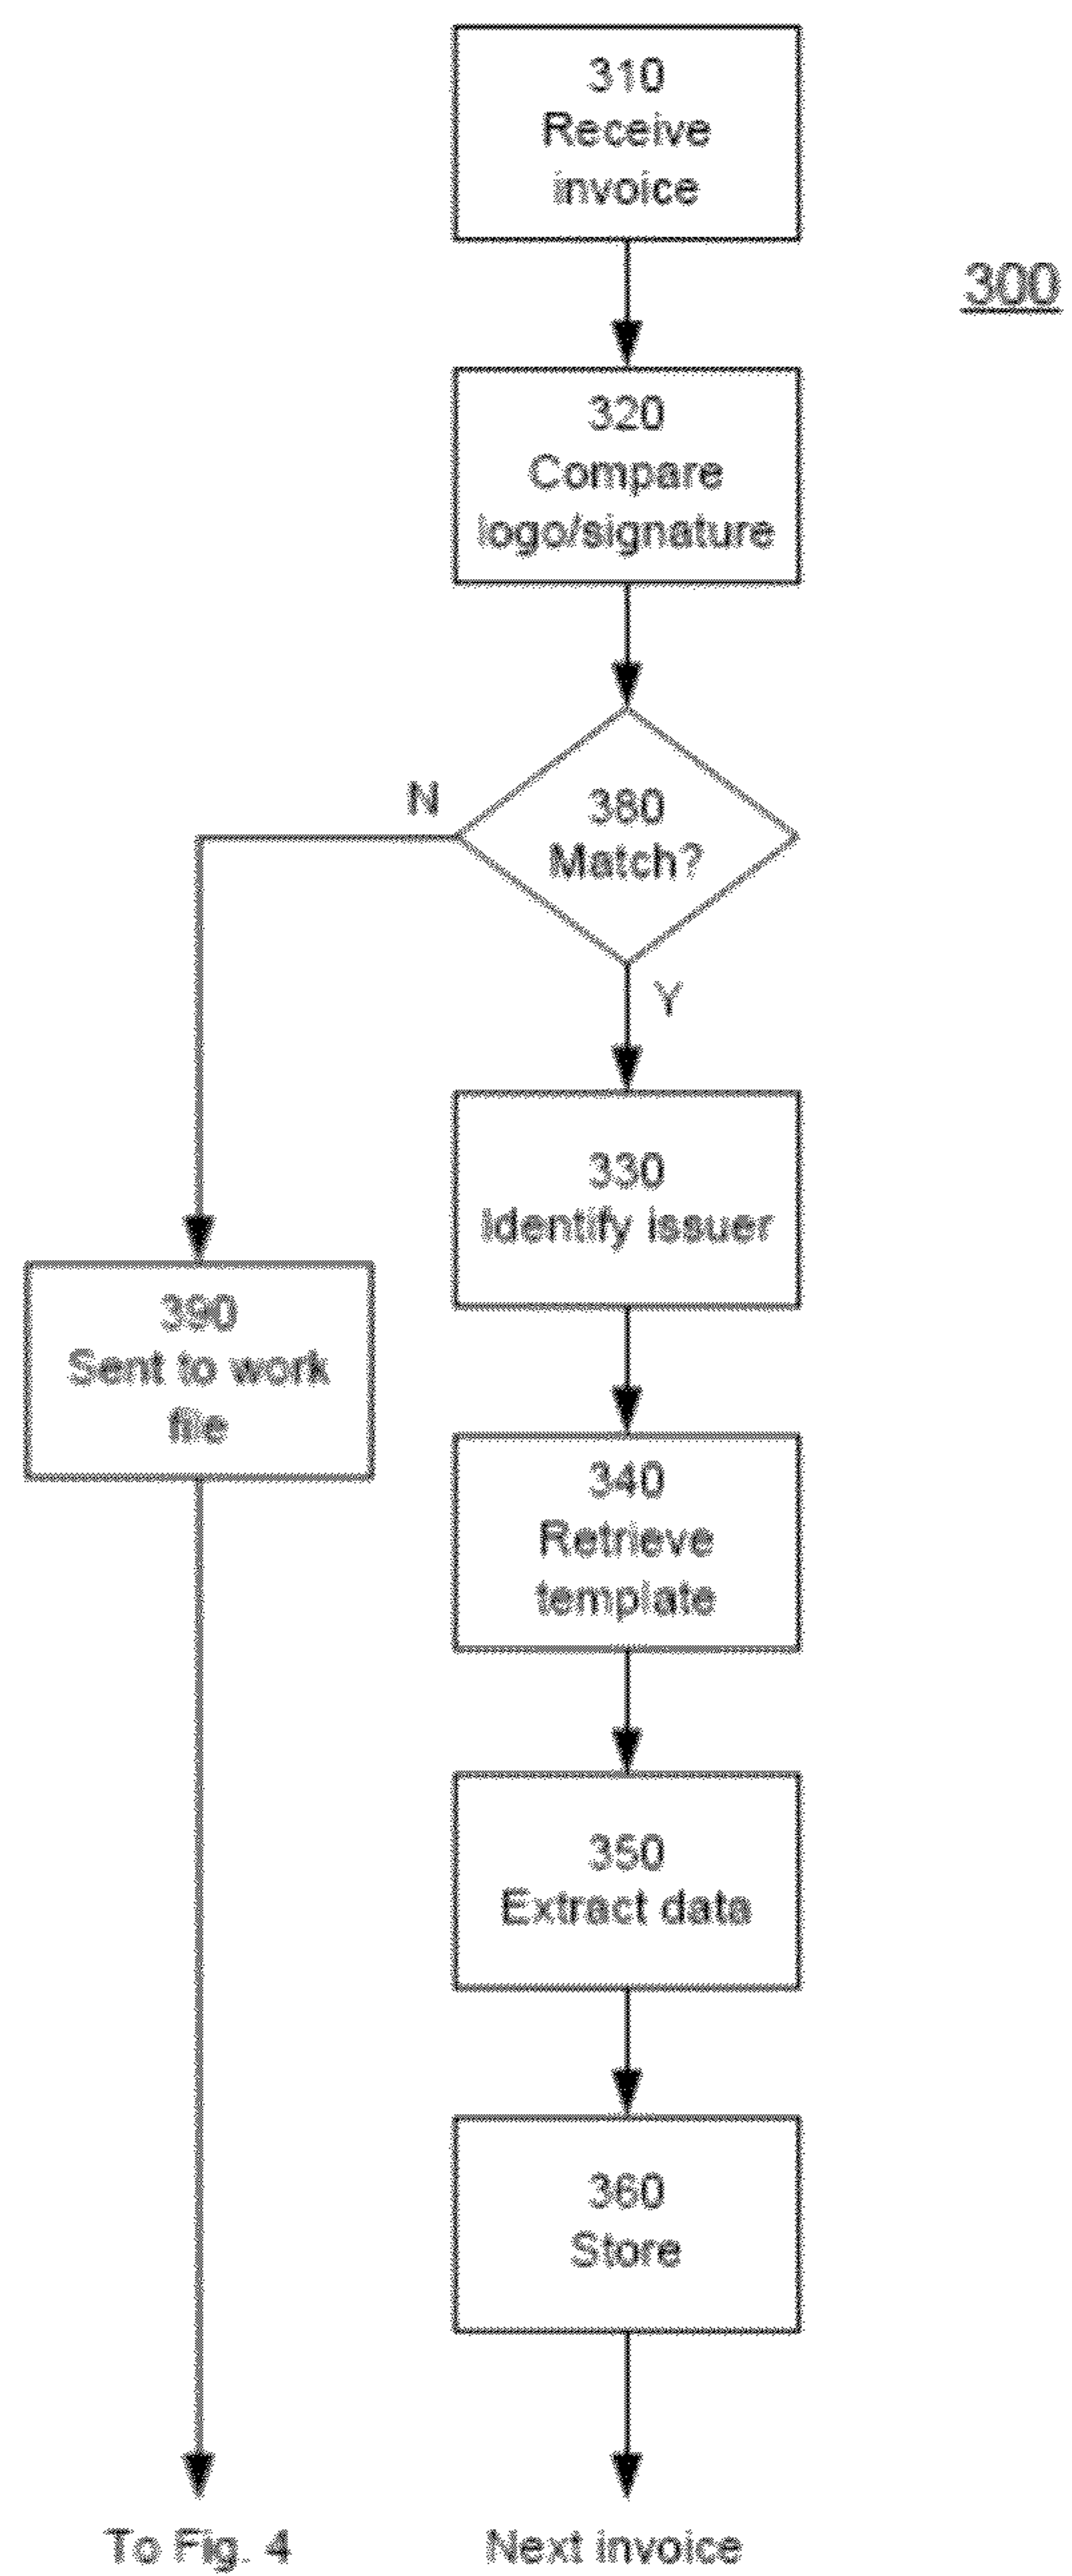 310
Receive
invoice
300
320
Compare
logo/signature
380
Match?
N
Y
330
Identify issuer
390
Sent to work
file
340
Retrieve
template
350
Extract data
360
Store
To Fig. 4
Next invoice